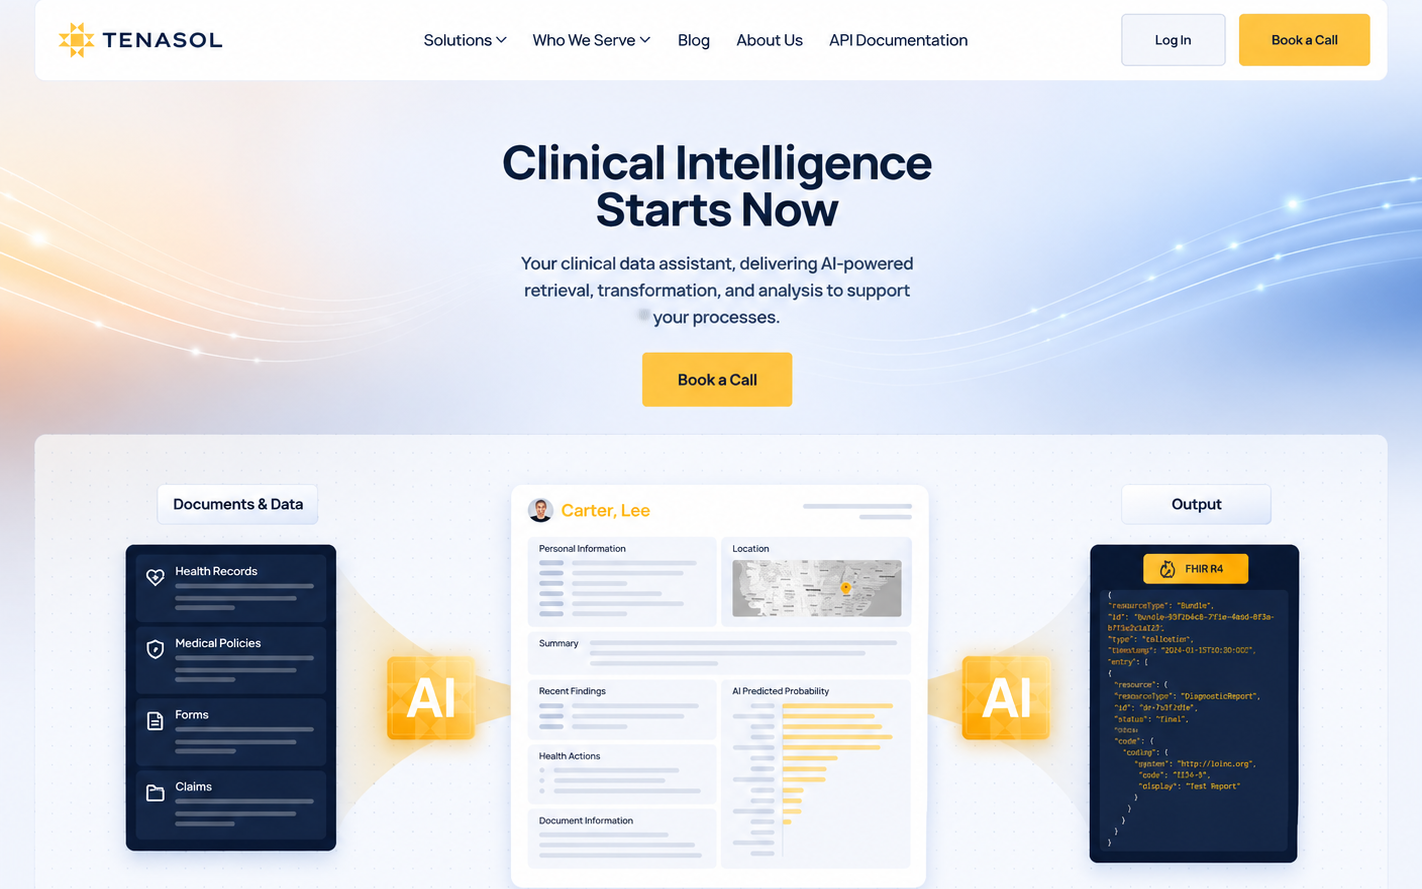 TENASOL
Solutions
Who We Serve
Blog
About Us
API Documentation
Log In
Book a Call
Clinical Intelligence
Starts Now
Your clinical data assistant, delivering AI-powered
retrieval, transformation, and analysis to support
your processes.
Book a Call
Documents & Data
Health Records
Medical Policies
Forms
Claims
AI
Carter, Lee
Personal Information
Location
Summary
Recent Findings
AI Predicted Probability
Health Actions
Document Information
AI
Output
FHIR R4
{
"resourceType": "Bundle",
"id":
"type":
"entry": [
{
"resource": {
"resourceType": "DiagnosticReport",
"id":
"status": "final",
"code": {
"coding": {
"system": "http://loinc.org",
"code":
"display": "Test Report"
}
}
}
}
}